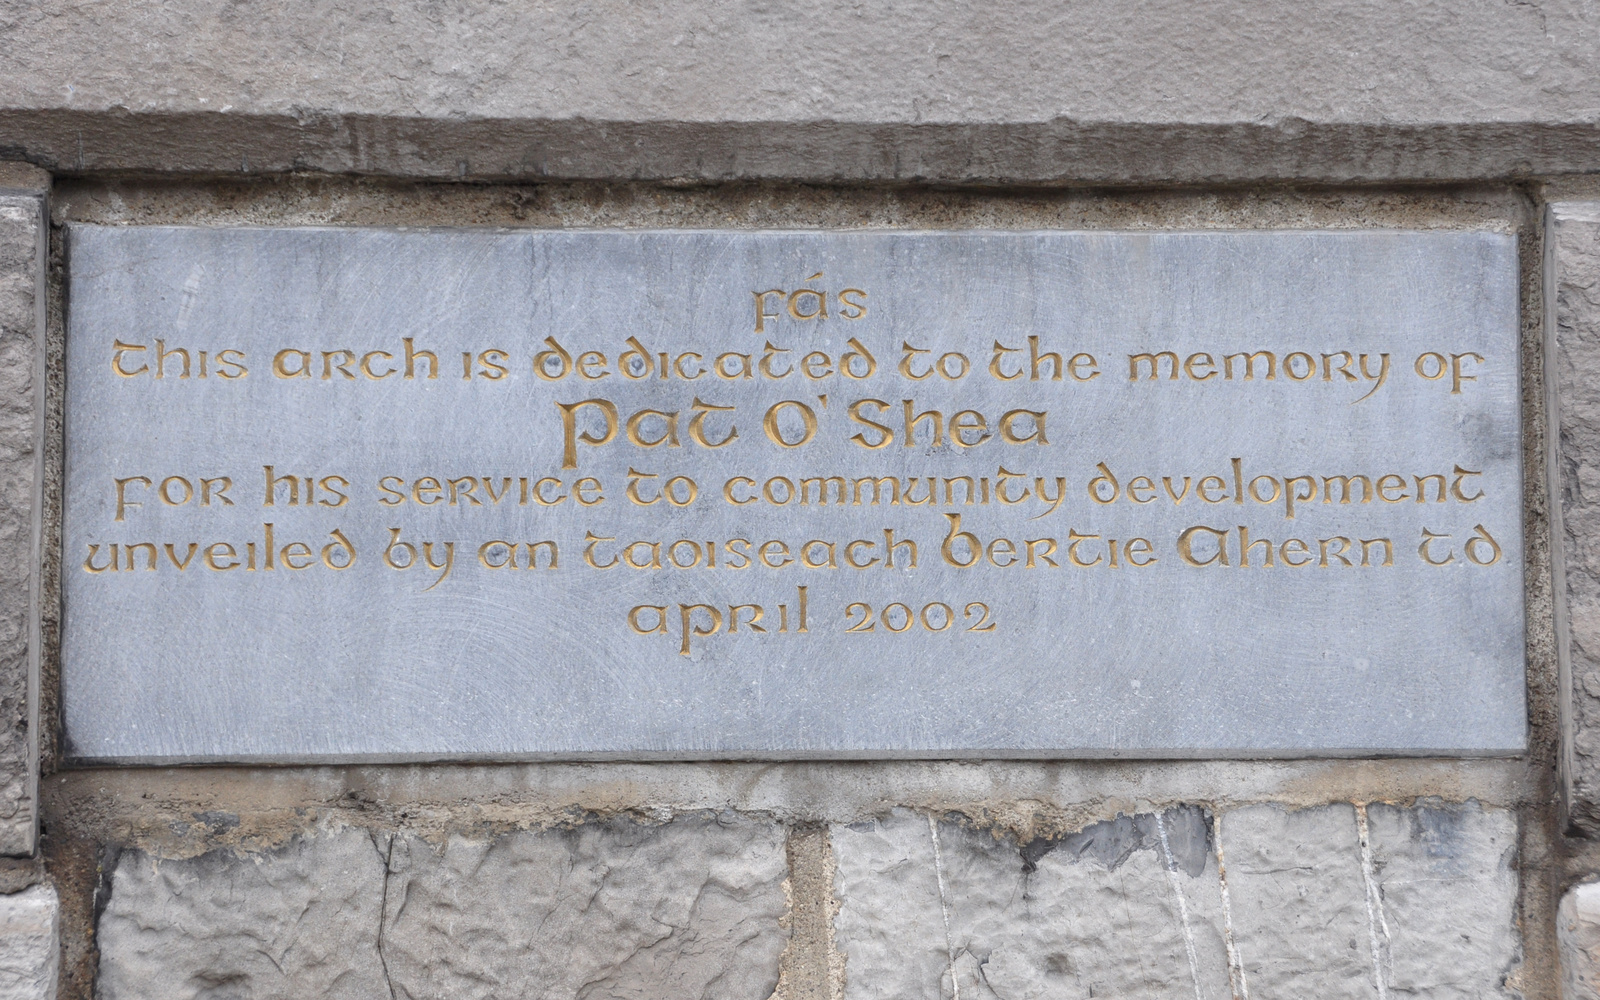 fás
this arch is dedicated to the memory of
Pat O'Shea
for his service to community development
unveiled by an taoiseach bertie Ahern td
april 2002